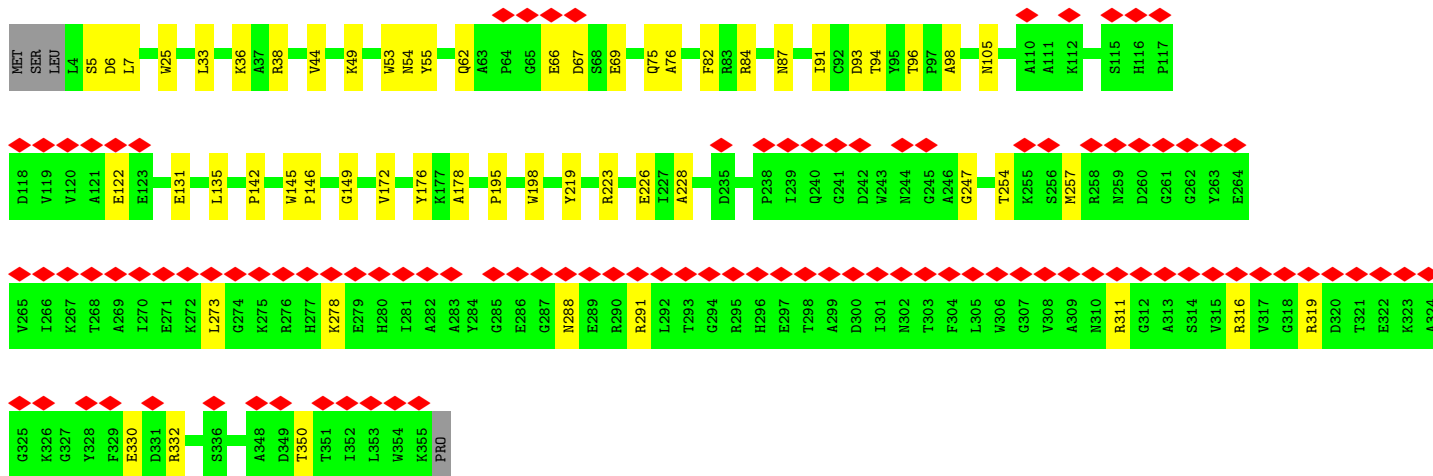 MET SER LEU L4 S5 D6 L7 W25 L33 K36 A37 R38 V44 K49 W53 N54 Y55 Q62 A63 P64 G65 E66 D67 S68 E69 Q75 A76 F82 R83 R84 N87 I91 C92 D93 T94 Y95 T96 P97 A98 N105 A110 A111 K112 S115 H116 P117
D118 V119 V120 A121 E122 E123 E131 L135 P142 W145 P146 G149 V172 Y176 K177 A178 P195 W198 Y219 R223 E226 I227 A228 D235 P238 I239 Q240 G241 D242 W243 N244 G245 A246 G247 T254 K255 S256 M257 R258 N259 D260 G261 G262 Y263 E264
V265 I266 K267 T268 A269 I270 E271 K272 L273 G274 K275 R276 H277 K278 E279 H280 I281 A282 A283 Y284 G285 E286 G287 N288 E289 R290 R291 L292 T293 G294 R295 H296 E297 T298 A299 D300 I301 N302 T303 F304 L305 W306 G307 V308 A309 N310 R311 G312 A313 S314 V315 R316 V317 G318 R319 D320 T321 E322 K323 A324
G325 K326 G327 Y328 F329 E330 D331 R332 S336 A348 D349 T350 T351 I352 L353 W354 K355 PRO